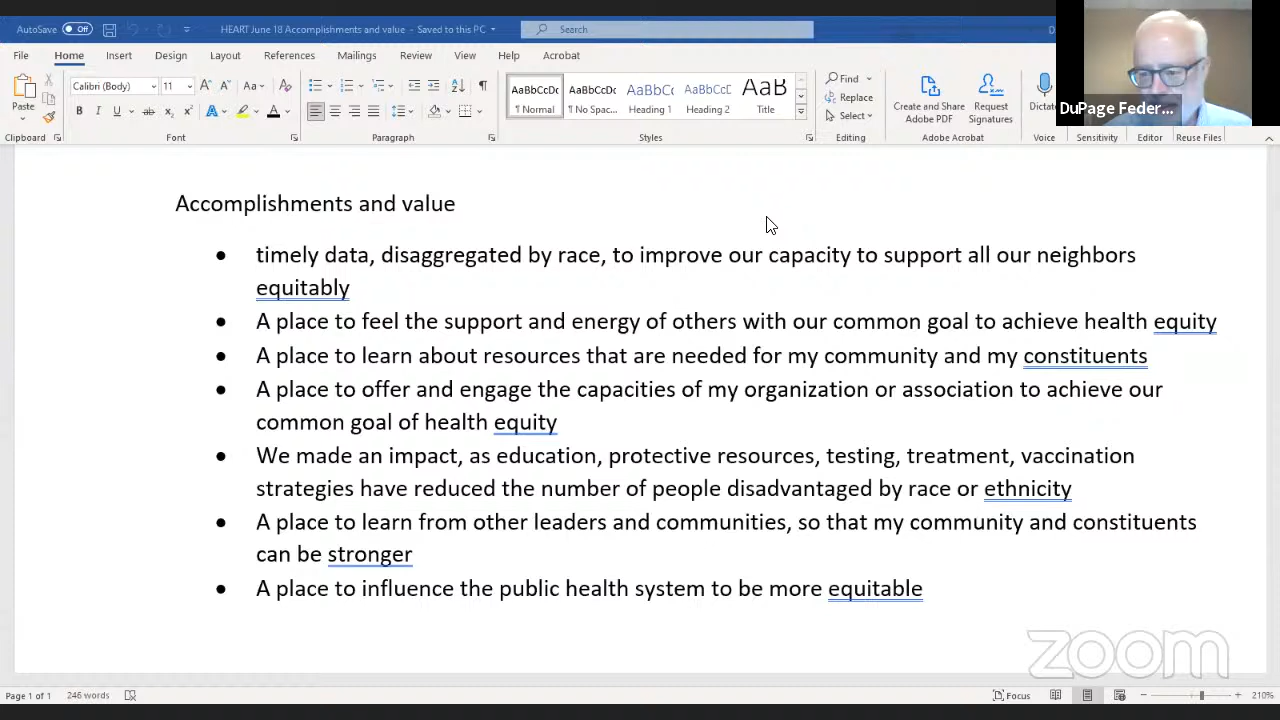 AutoSave Off HEART June 18 Accomplishments and value - Saved to this PC Search
File Home Insert Design Layout References Mailings Review View Help Acrobat
Calibri (Body) 11 Aa AaBbCcDc AaBbCcDc AaBbCc AaBbCcC AaB Find
Paste ¶ Normal ¶ No Spac... Heading 1 Heading 2 Title Replace Create and Share Adobe PDF Request Signatures
Select
Clipboard Font Paragraph Styles Editing Adobe Acrobat Voice Sensitivity Editor Reuse Files
DuPage Feder...
Accomplishments and value
• timely data, disaggregated by race, to improve our capacity to support all our neighbors
equitably
• A place to feel the support and energy of others with our common goal to achieve health equity
• A place to learn about resources that are needed for my community and my constituents
• A place to offer and engage the capacities of my organization or association to achieve our
common goal of health equity
• We made an impact, as education, protective resources, testing, treatment, vaccination
strategies have reduced the number of people disadvantaged by race or ethnicity
• A place to learn from other leaders and communities, so that my community and constituents
can be stronger
• A place to influence the public health system to be more equitable
zoom
Page 1 of 1 246 words Focus 210%